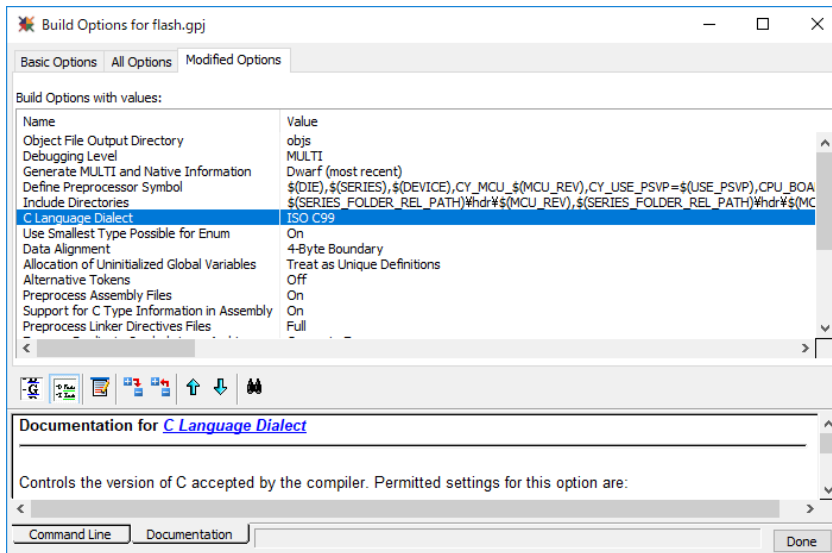 Build Options for flash.gpj
Basic Options All Options Modified Options
Build Options with values:
Name Value
Object File Output Directory objs
Debugging Level MULTI
Generate MULTI and Native Information Dwarf (most recent)
Define Preprocessor Symbol $(DIE),$(SERIES),$(DEVICE),CY_MCU_$(MCU_REV),CY_USE_PSVP=$(USE_PSVP),CPU_BOA
Include Directories $(SERIES_FOLDER_REL_PATH)¥hdr¥$(MCU_REV),$(SERIES_FOLDER_REL_PATH)¥hdr¥$(MC
C Language Dialect ISO C99
Use Smallest Type Possible for Enum On
Data Alignment 4-Byte Boundary
Allocation of Uninitialized Global Variables Treat as Unique Definitions
Alternative Tokens Off
Preprocess Assembly Files On
Support for C Type Information in Assembly On
Preprocess Linker Directives Files Full
Documentation for C Language Dialect
Controls the version of C accepted by the compiler. Permitted settings for this option are:
Command Line Documentation
Done